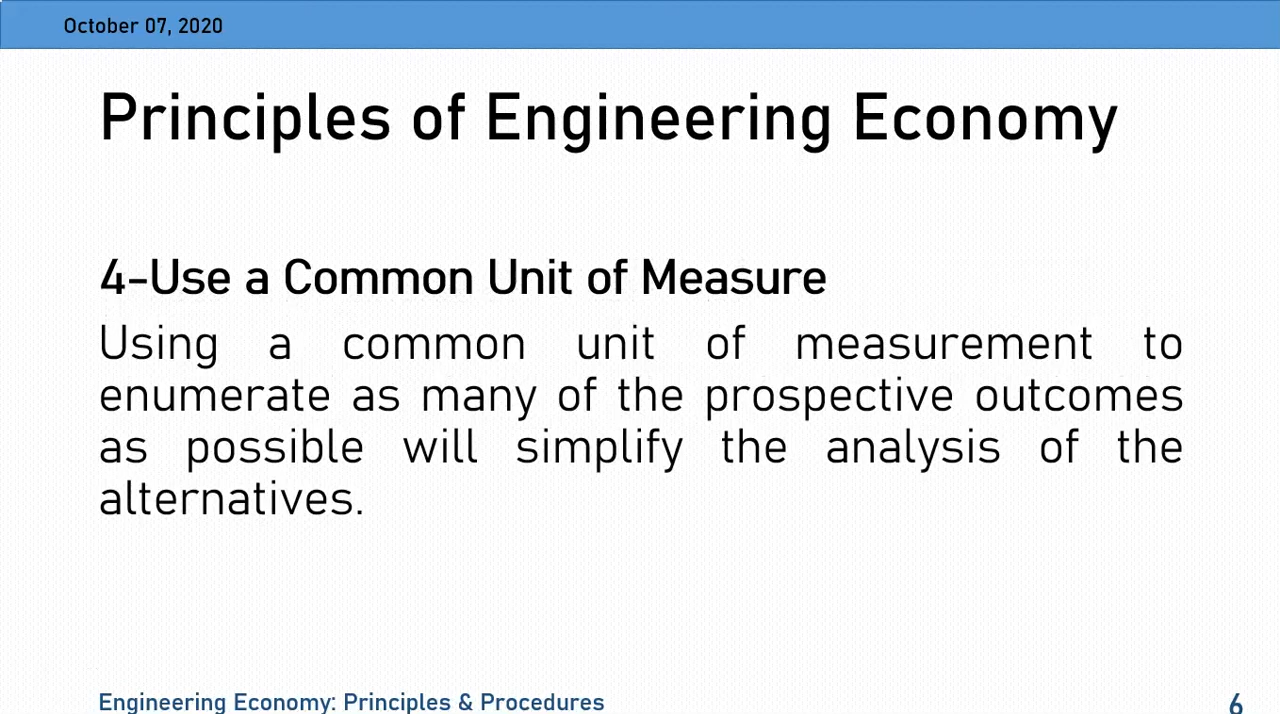 October 07, 2020
Principles of Engineering Economy
4-Use a Common Unit of Measure
Using a common unit of measurement to
enumerate as many of the prospective outcomes
as possible will simplify the analysis of the
alternatives.
Engineering Economy: Principles & Procedures
6